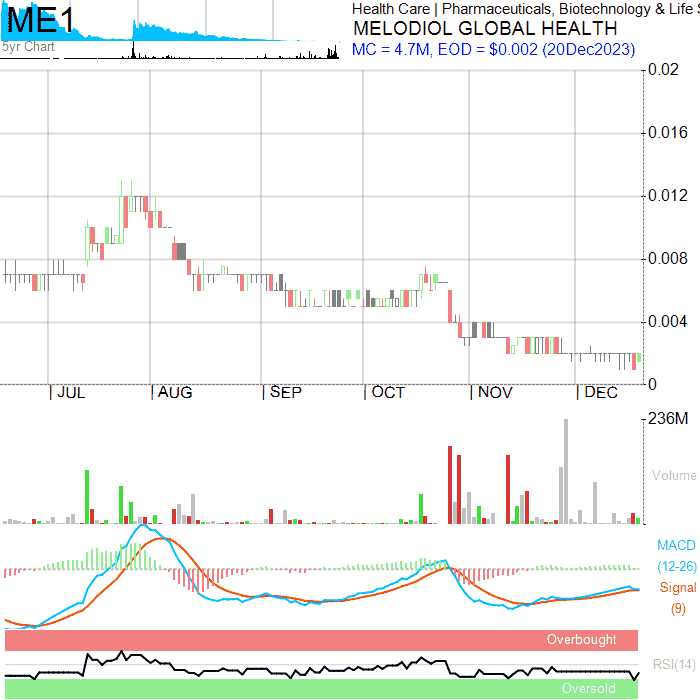 ME1
5yr Chart
Health Care | Pharmaceuticals, Biotechnology & Life S
MELODIOL GLOBAL HEALTH
MC = 4.7M, EOD = $0.002 (20Dec2023)
0.02
0.016
0.012
0.008
0.004
0
JUL AUG SEP OCT NOV DEC
236M
Volume
MACD
(12-26)
Signal
(9)
Overbought
RSI(14)
Oversold